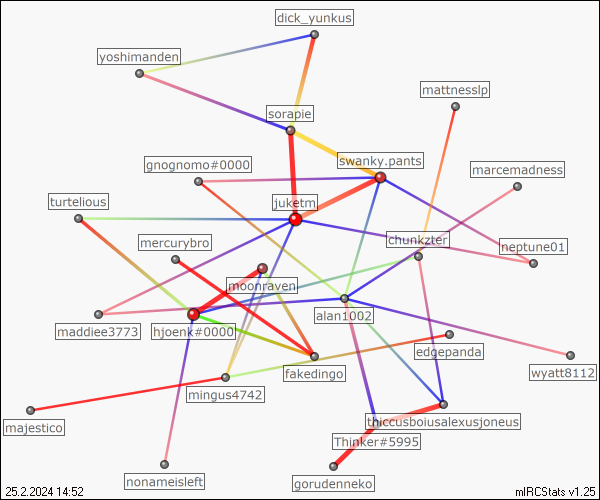 dick_yunkus
yoshimanden
mattnesslp
sorapie
swanky.pants
gnognomo#0000
marcemadness
turtelious
juketm
mercurybro
chunkzter
neptune01
moonraven
maddiee3773
hjoenk#0000
alan1002
edgepanda
fakedingo
wyatt8112
mingus4742
majestico
thiccusboiusalexusjoneus
Thinker#5995
nonameisleft
gorudenneko
25.2.2024 14:52
mIRCStats v1.25